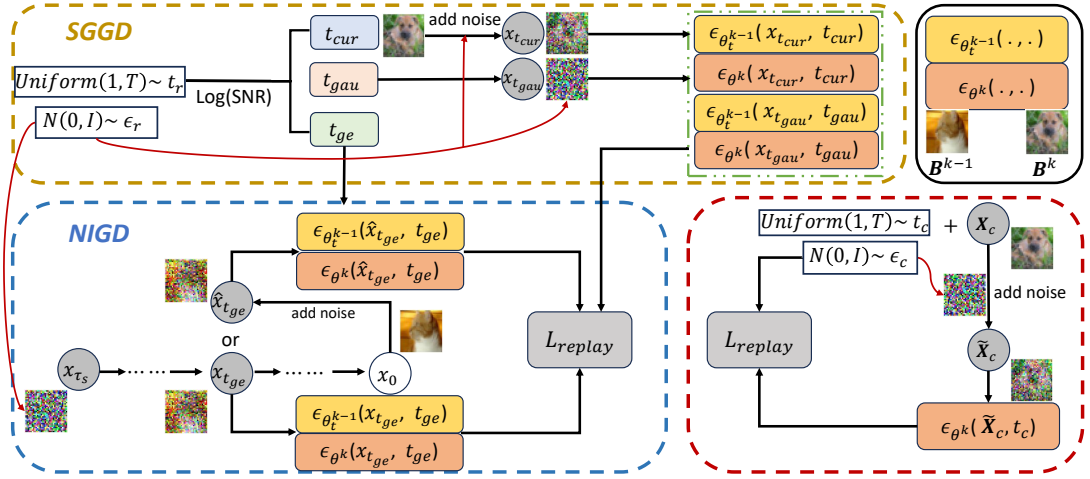 SGGD
Uniform(1,T)~ t_r
N(0,I)~ ϵ_r
Log(SNR)
t_cur
t_gau
t_ge
add noise
x_{t_cur}
x_{t_gau}
ϵ_{θ_t^{k-1}}( x_{t_cur}, t_cur)
ϵ_{θ^k}( x_{t_cur}, t_cur)
ϵ_{θ_t^{k-1}}( x_{t_gau}, t_gau)
ϵ_{θ^k}( x_{t_gau}, t_gau)
ϵ_{θ_t^{k-1}}(. , .)
ϵ_{θ^k}(. , .)
B^{k-1}
B^k
NIGD
ϵ_{θ_t^{k-1}}(x̂_{t_ge}, t_ge)
ϵ_{θ^k}(x̂_{t_ge}, t_ge)
x̂_{t_ge}
add noise
or
x_{τ_s}
……
x_{t_ge}
……
x_0
ϵ_{θ_t^{k-1}}(x_{t_ge}, t_ge)
ϵ_{θ^k}(x_{t_ge}, t_ge)
L_replay
Uniform(1,T)~ t_c
+
X_c
N(0,I)~ ϵ_c
add noise
L_replay
X̃_c
ϵ_{θ^k}( X̃_c, t_c)